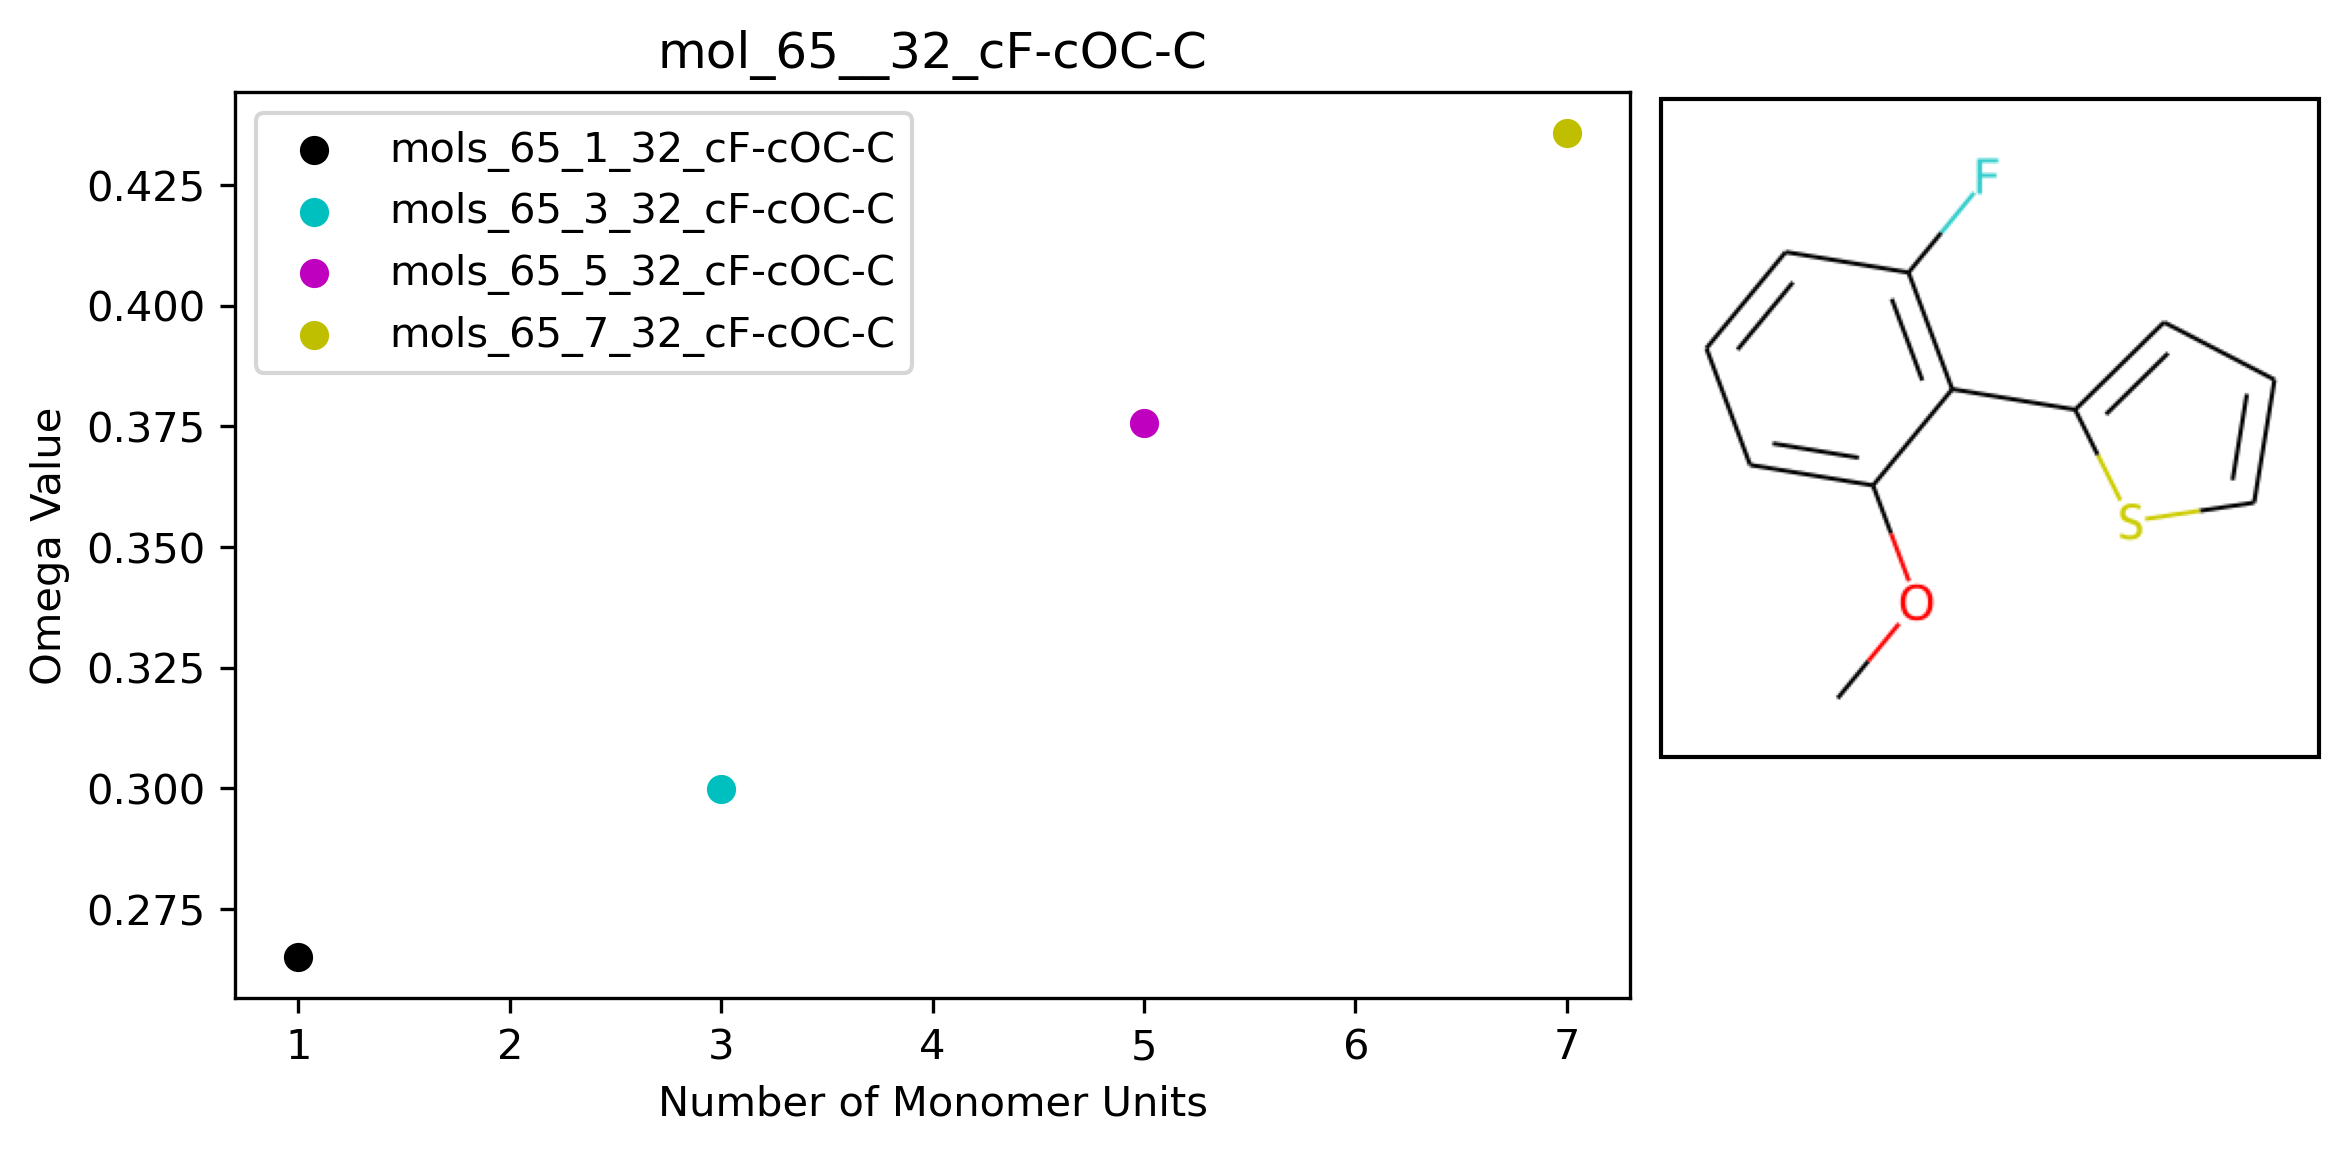 mol_65__32_cF-cOC-C
mols_65_1_32_cF-cOC-C
mols_65_3_32_cF-cOC-C
mols_65_5_32_cF-cOC-C
mols_65_7_32_cF-cOC-C
Omega Value
0.425
0.400
0.375
0.350
0.325
0.300
0.275
1 2 3 4 5 6 7
Number of Monomer Units
F
S
O